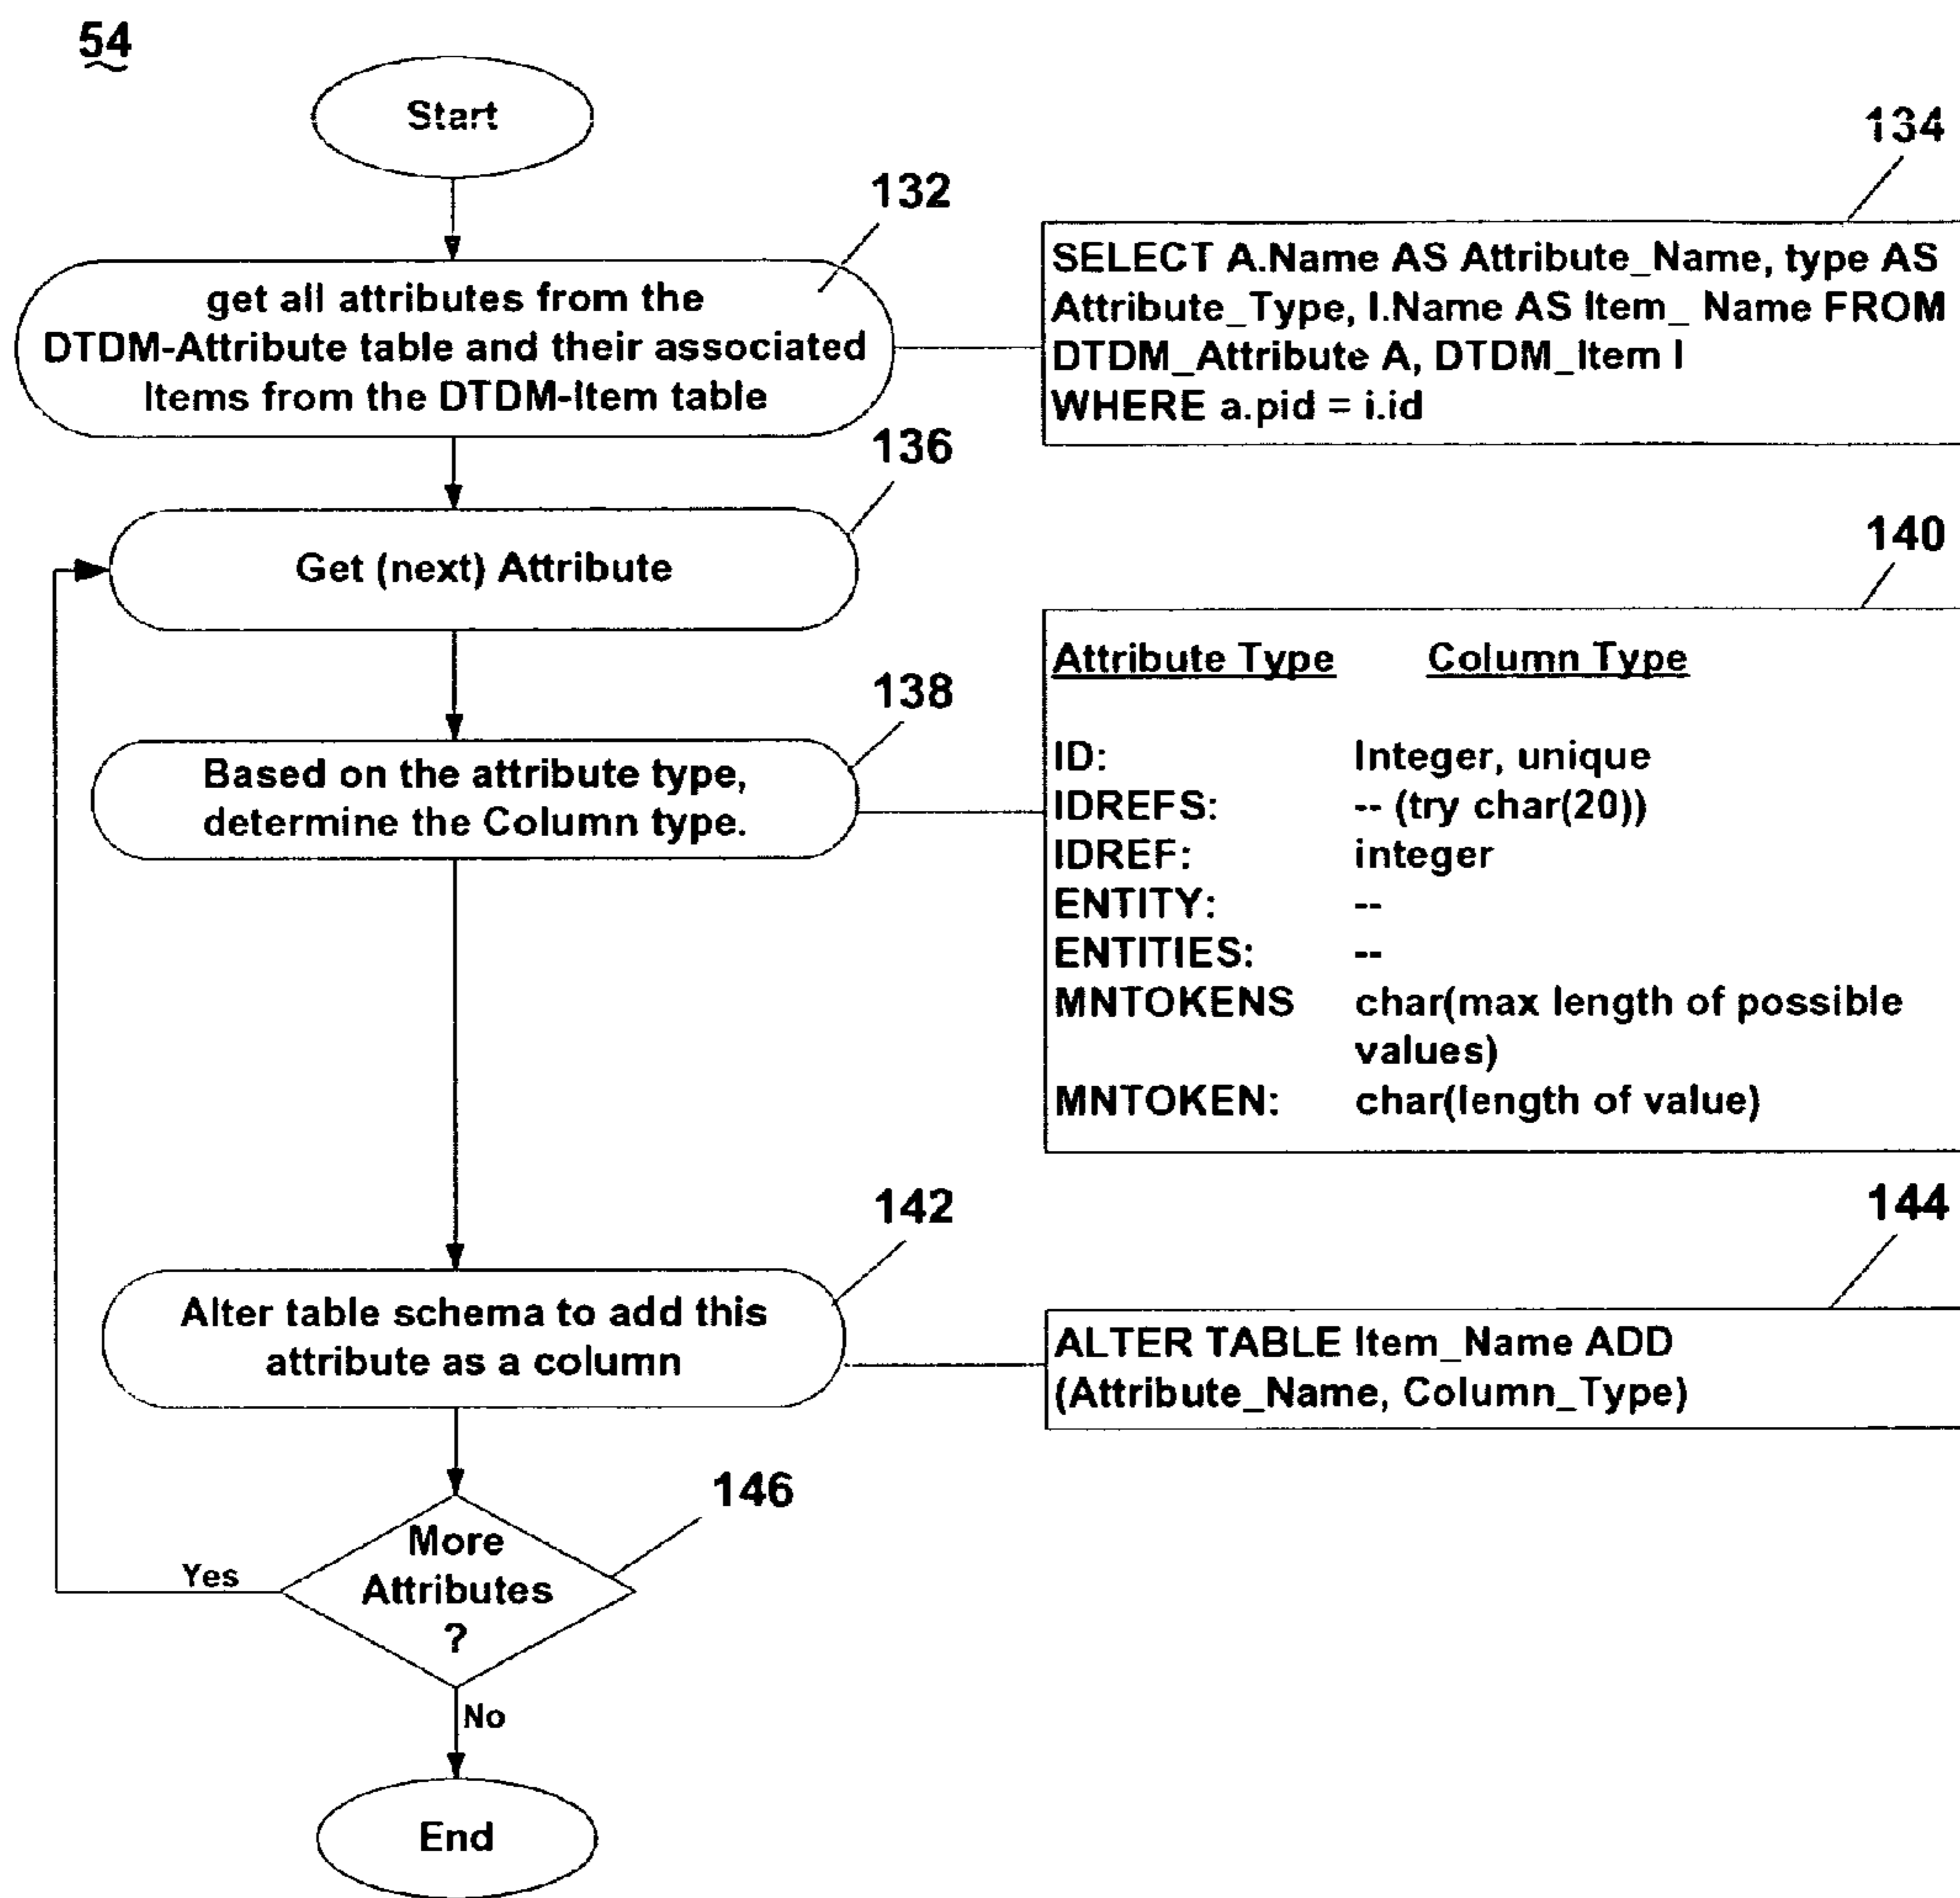 54
Start
132
134
get all attributes from the
DTDM-Attribute table and their associated
Items from the DTDM-Item table
SELECT A.Name AS Attribute_Name, type AS
Attribute_Type, I.Name AS Item_ Name FROM
DTDM_Attribute A, DTDM_Item I
WHERE a.pid = i.id
136
Get (next) Attribute
138
Based on the attribute type,
determine the Column type.
140
Attribute Type Column Type
ID: Integer, unique
IDREFS: -- (try char(20))
IDREF: integer
ENTITY: --
ENTITIES: --
MNTOKENS char(max length of possible
values)
MNTOKEN: char(length of value)
142
Alter table schema to add this
attribute as a column
144
ALTER TABLE Item_Name ADD
(Attribute_Name, Column_Type)
146
More
Attributes
?
Yes
No
End